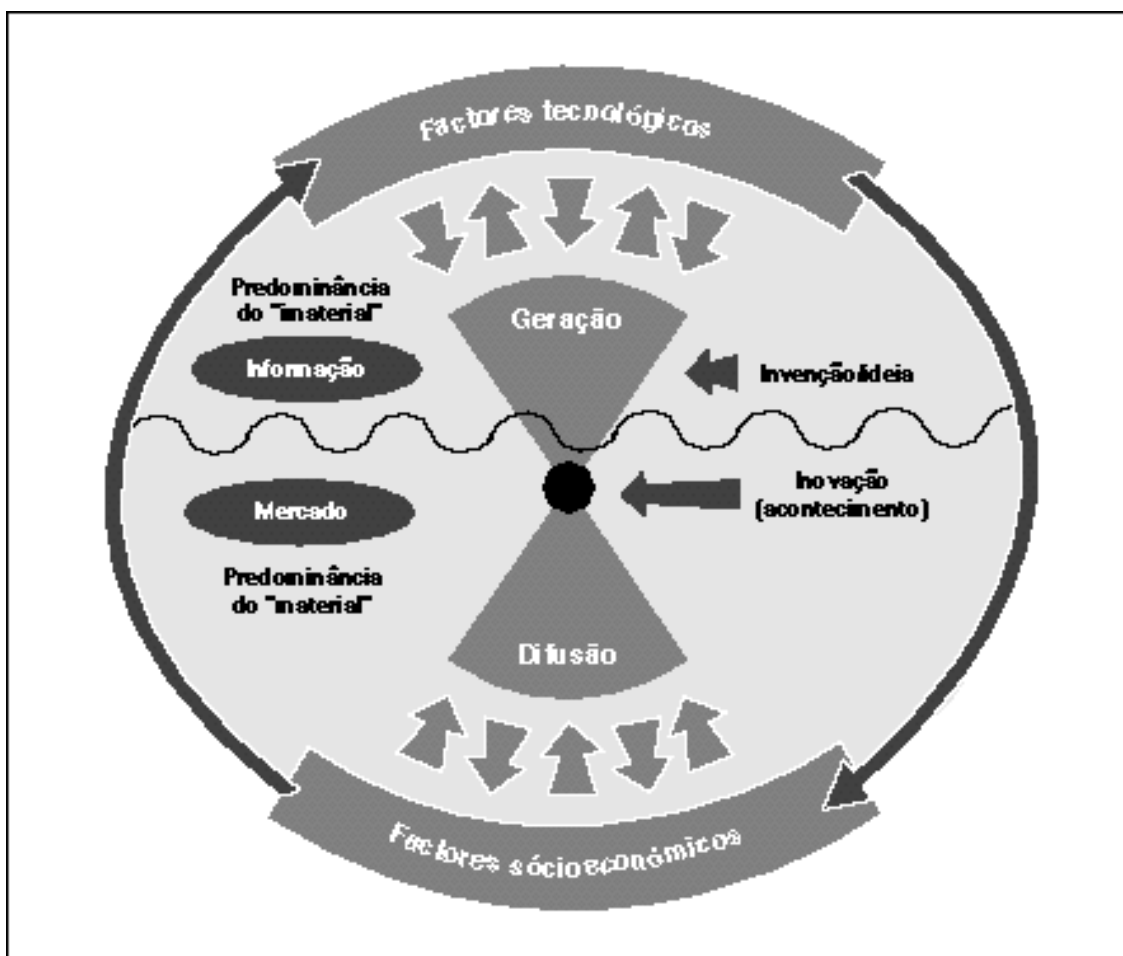 Factores tecnológicos
Predominância
do "imaterial"
Geração
Informação
Invenção/ideia
Inovação
(acontecimento)
Mercado
Predominância
do "material"
Difusão
Factores sócioeconómicos